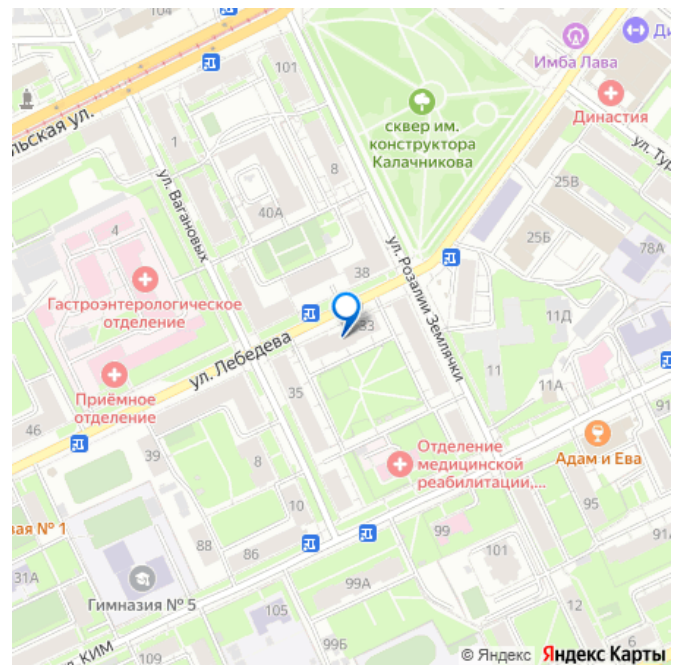 104
101
Имба Лава
Ди
Династия
сквер им.
конструктора
Калачникова
льская ул.
1
8
ул. Вагановых
40А
ул. Тур
25В
25Б
78А
4
Гастроэнтерологическое
отделение
38
ул. Розалии Землячки
33
ул. Лебедева
11Д
11
11А
Приёмное
отделение
35
46
39
8
91
Адам и Ева
Отделение
медицинской
реабилитации,...
10
95
вая № 1
88
86
99
101
91
31А
Гимназия № 5
99А
105
12
99Б
л. КИМ
109
10
© Яндекс Яндекс Карты